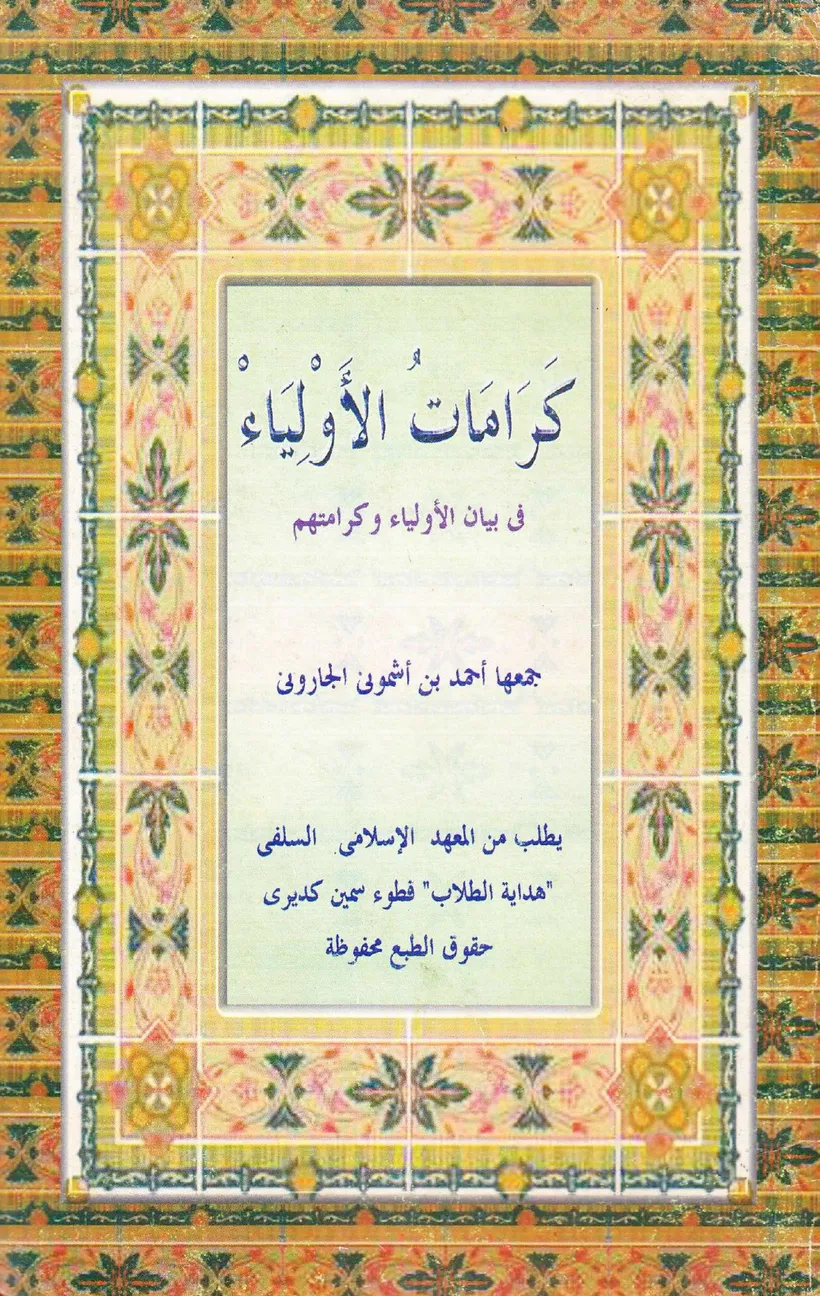 كَرَامَاتُ الأَوْلِيَاءْ
فى بيان الأولياء وكرامتهم
جمعها أحمد بن أشمونى الجارونى
يطلب من المعهد الإسلامى السلفى
"هداية الطلاب" فطوء سمين كديرى
حقوق الطبع محفوظة